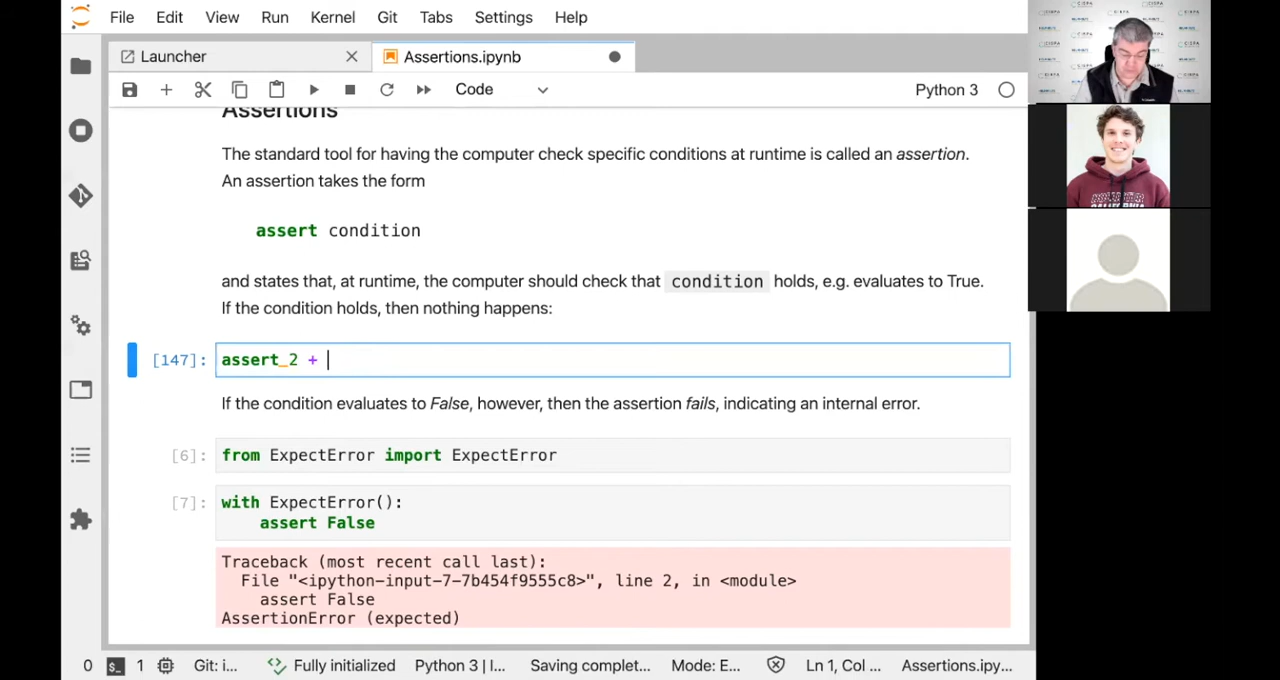 File Edit View Run Kernel Git Tabs Settings Help
Launcher
Assertions.ipynb
Code
Python 3
Assertions
The standard tool for having the computer check specific conditions at runtime is called an assertion.
An assertion takes the form
assert condition
and states that, at runtime, the computer should check that condition holds, e.g. evaluates to True.
If the condition holds, then nothing happens:
[147]: assert_2 +
If the condition evaluates to False, however, then the assertion fails, indicating an internal error.
[6]: from ExpectError import ExpectError
[7]: with ExpectError():
assert False
Traceback (most recent call last):
File "<ipython-input-7-7b454f9555c8>", line 2, in <module>
assert False
AssertionError (expected)
0 $_ 1 Git: i... Fully initialized Python 3 | I... Saving complet... Mode: E... Ln 1, Col ... Assertions.ipy...
CISPA
CALIFORNIA